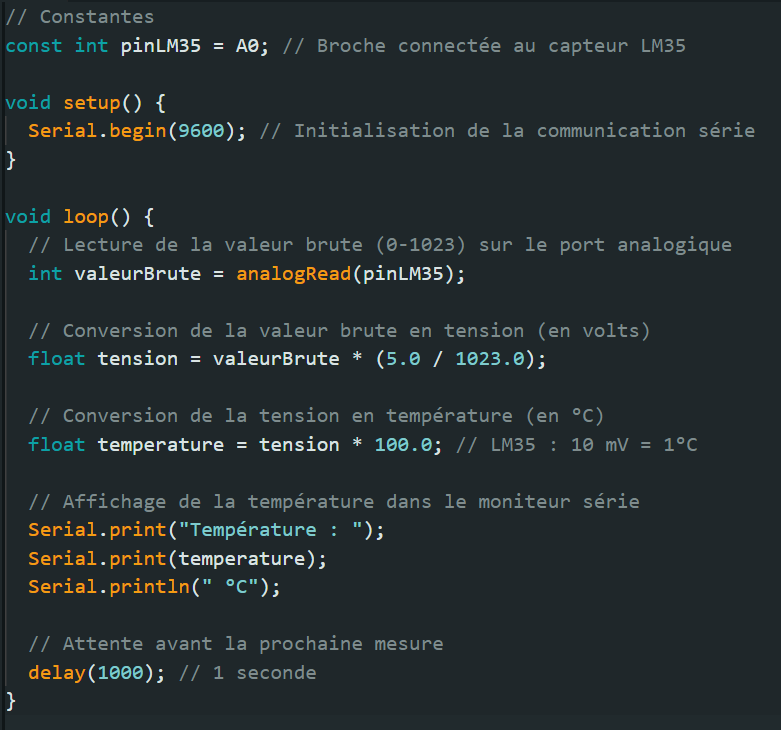 // Constantes
const int pinLM35 = A0; // Broche connectée au capteur LM35
void setup() {
Serial.begin(9600); // Initialisation de la communication série
}
void loop() {
// Lecture de la valeur brute (0-1023) sur le port analogique
int valeurBrute = analogRead(pinLM35);
// Conversion de la valeur brute en tension (en volts)
float tension = valeurBrute * (5.0 / 1023.0);
// Conversion de la tension en température (en °C)
float temperature = tension * 100.0; // LM35 : 10 mV = 1°C
// Affichage de la température dans le moniteur série
Serial.print("Température : ");
Serial.print(temperature);
Serial.println(" °C");
// Attente avant la prochaine mesure
delay(1000); // 1 seconde
}